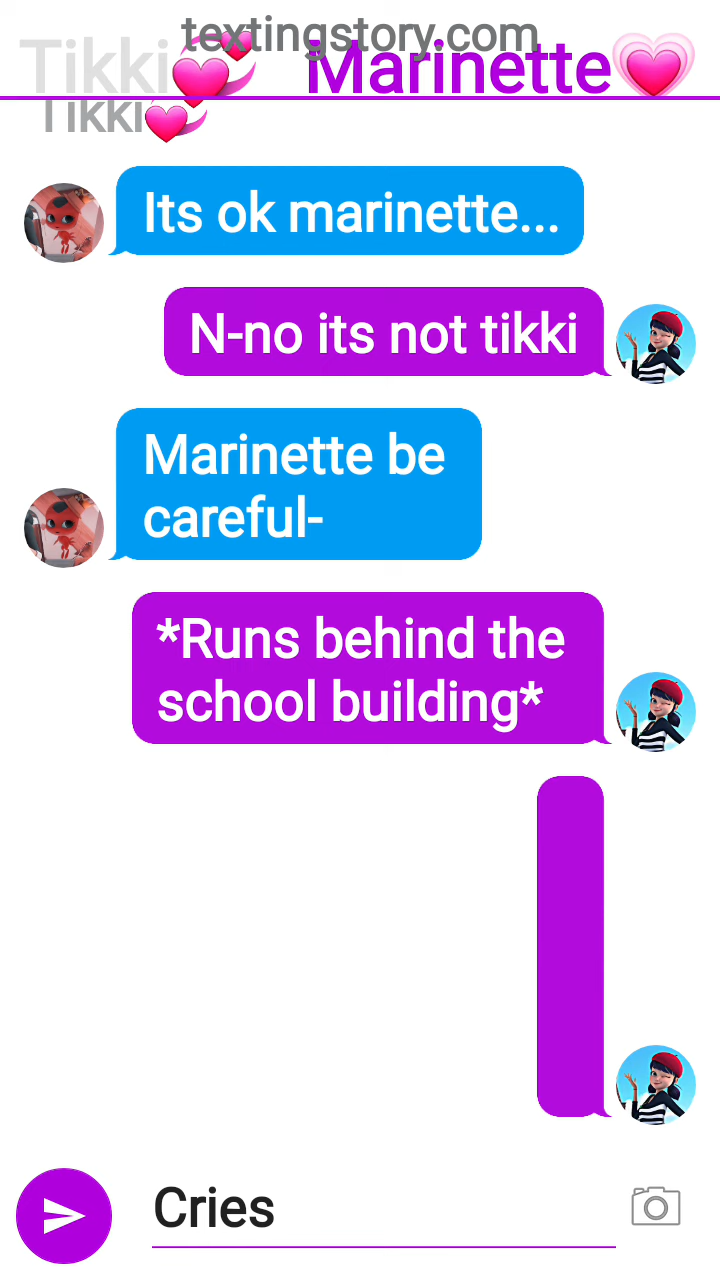 textingstory.com
Tikki💞 Marinette💗
Tikki💞
Its ok marinette...
N-no its not tikki
Marinette be
careful-
*Runs behind the
school building*
Cries